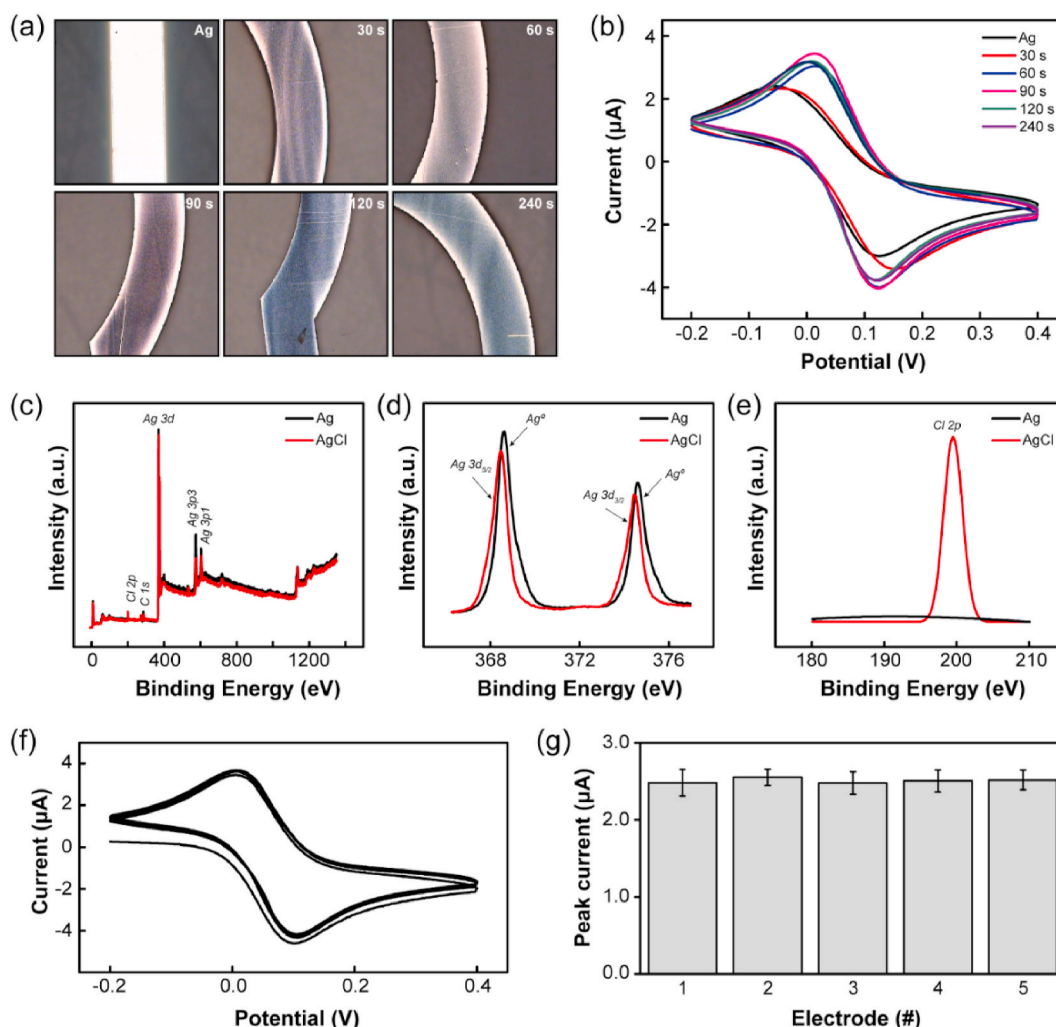 (a)
Ag
30 s
60 s
90 s
120 s
240 s
(b)
Current (µA)
4
2
0
-2
-4
-0.2
-0.1
0.0
0.1
0.2
0.3
0.4
Potential (V)
Ag
30 s
60 s
90 s
120 s
240 s
(c)
Intensity (a.u.)
Ag 3d
Ag 3p3
Ag 3p1
Cl 2p
C 1s
Ag
AgCl
0
400
800
1200
Binding Energy (eV)
(d)
Intensity (a.u.)
Ag
AgCl
Ag⁰
Ag 3d5/2
Ag 3d3/2
Ag⁰
368
372
376
Binding Energy (eV)
(e)
Intensity (a.u.)
Cl 2p
Ag
AgCl
180
190
200
210
Binding Energy (eV)
(f)
Current (µA)
4
2
0
-2
-4
-0.2
0.0
0.2
0.4
Potential (V)
(g)
Peak current (µA)
3.0
2.0
1.0
0.0
1
2
3
4
5
Electrode (#)